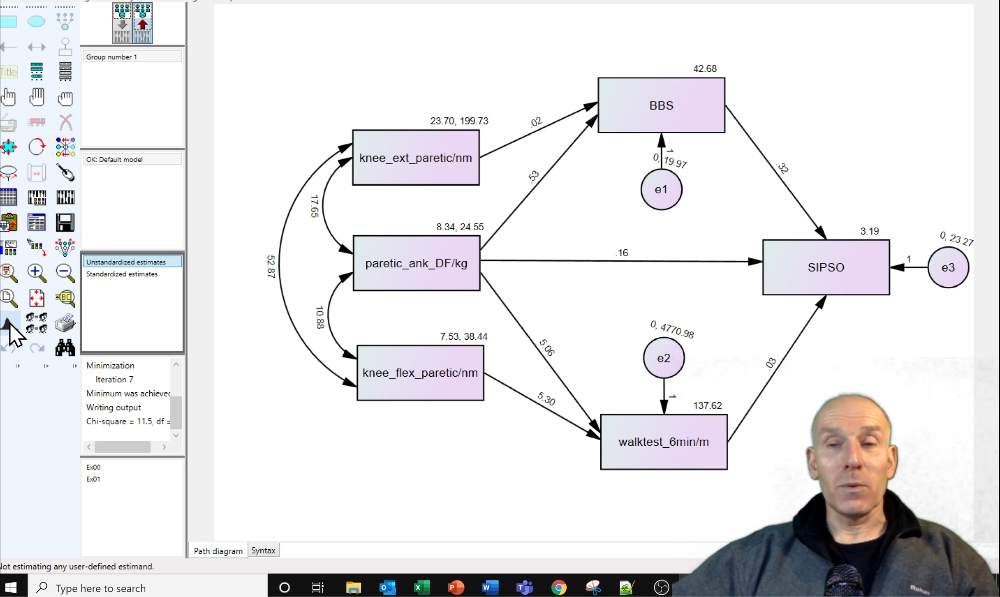 Title
Group number 1
OK: Default model
Unstandardized estimates
Standardized estimates
Minimization
Iteration 7
Minimum was achieved
Writing output
Chi-square = 11.5, df =
Ex00
Ex01
42.68
BBS
23.70, 199.73
knee_ext_paretic/nm
.02
.53
1
0, 19.97
e1
.32
17.65
52.87
8.34, 24.55
paretic_ank_DF/kg
.16
3.19
SIPSO
0, 23.27
1
e3
10.88
7.53, 38.44
knee_flex_paretic/nm
5.06
5.30
0, 4770.98
e2
1
137.62
walktest_6min/m
.03
Path diagram
Syntax
Not estimating any user-defined estimand.
Type here to search